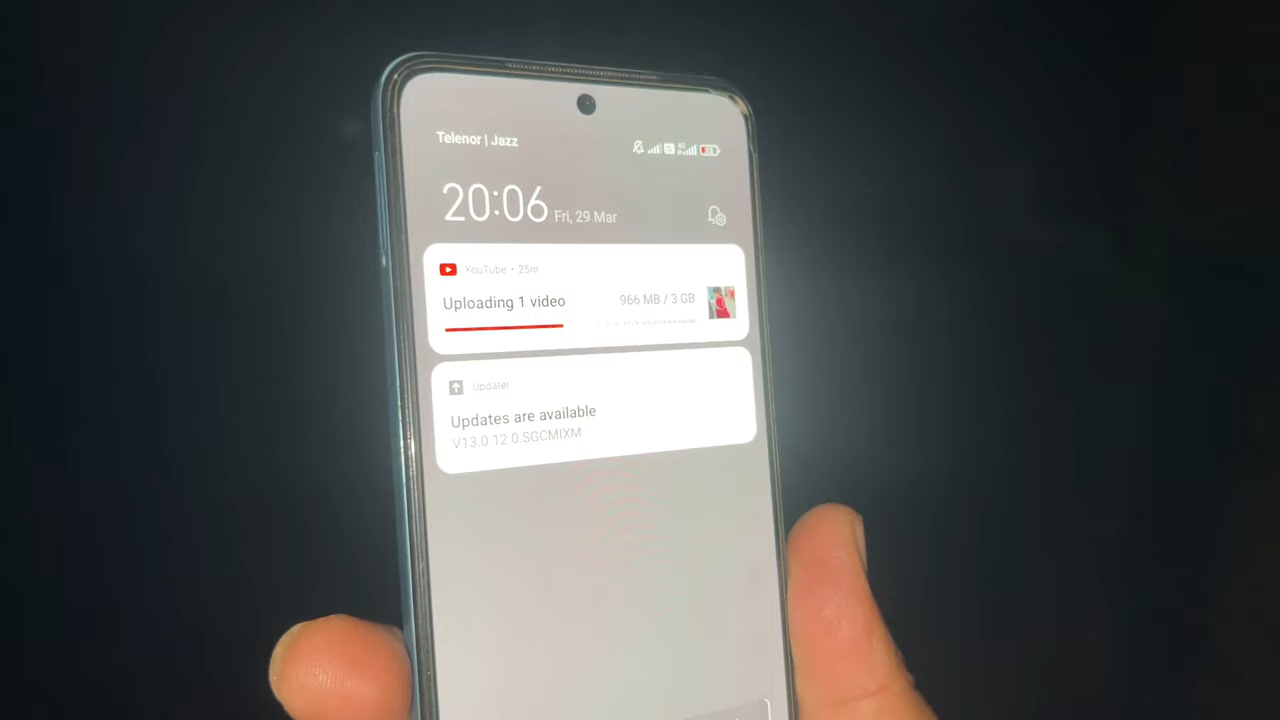 Telenor | Jazz
20:06 Fri, 29 Mar
YouTube • 25m
Uploading 1 video 966 MB / 3 GB
Updater
Updates are available
V13.0.12.0.SGCMIXM